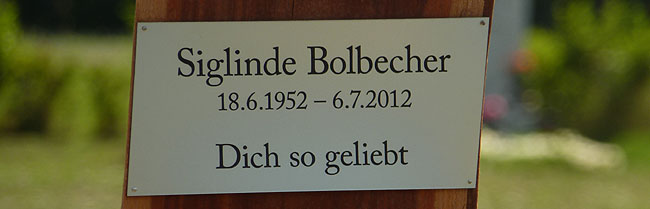 Siglinde Bolbecher
18.6.1952 – 6.7.2012
Dich so geliebt